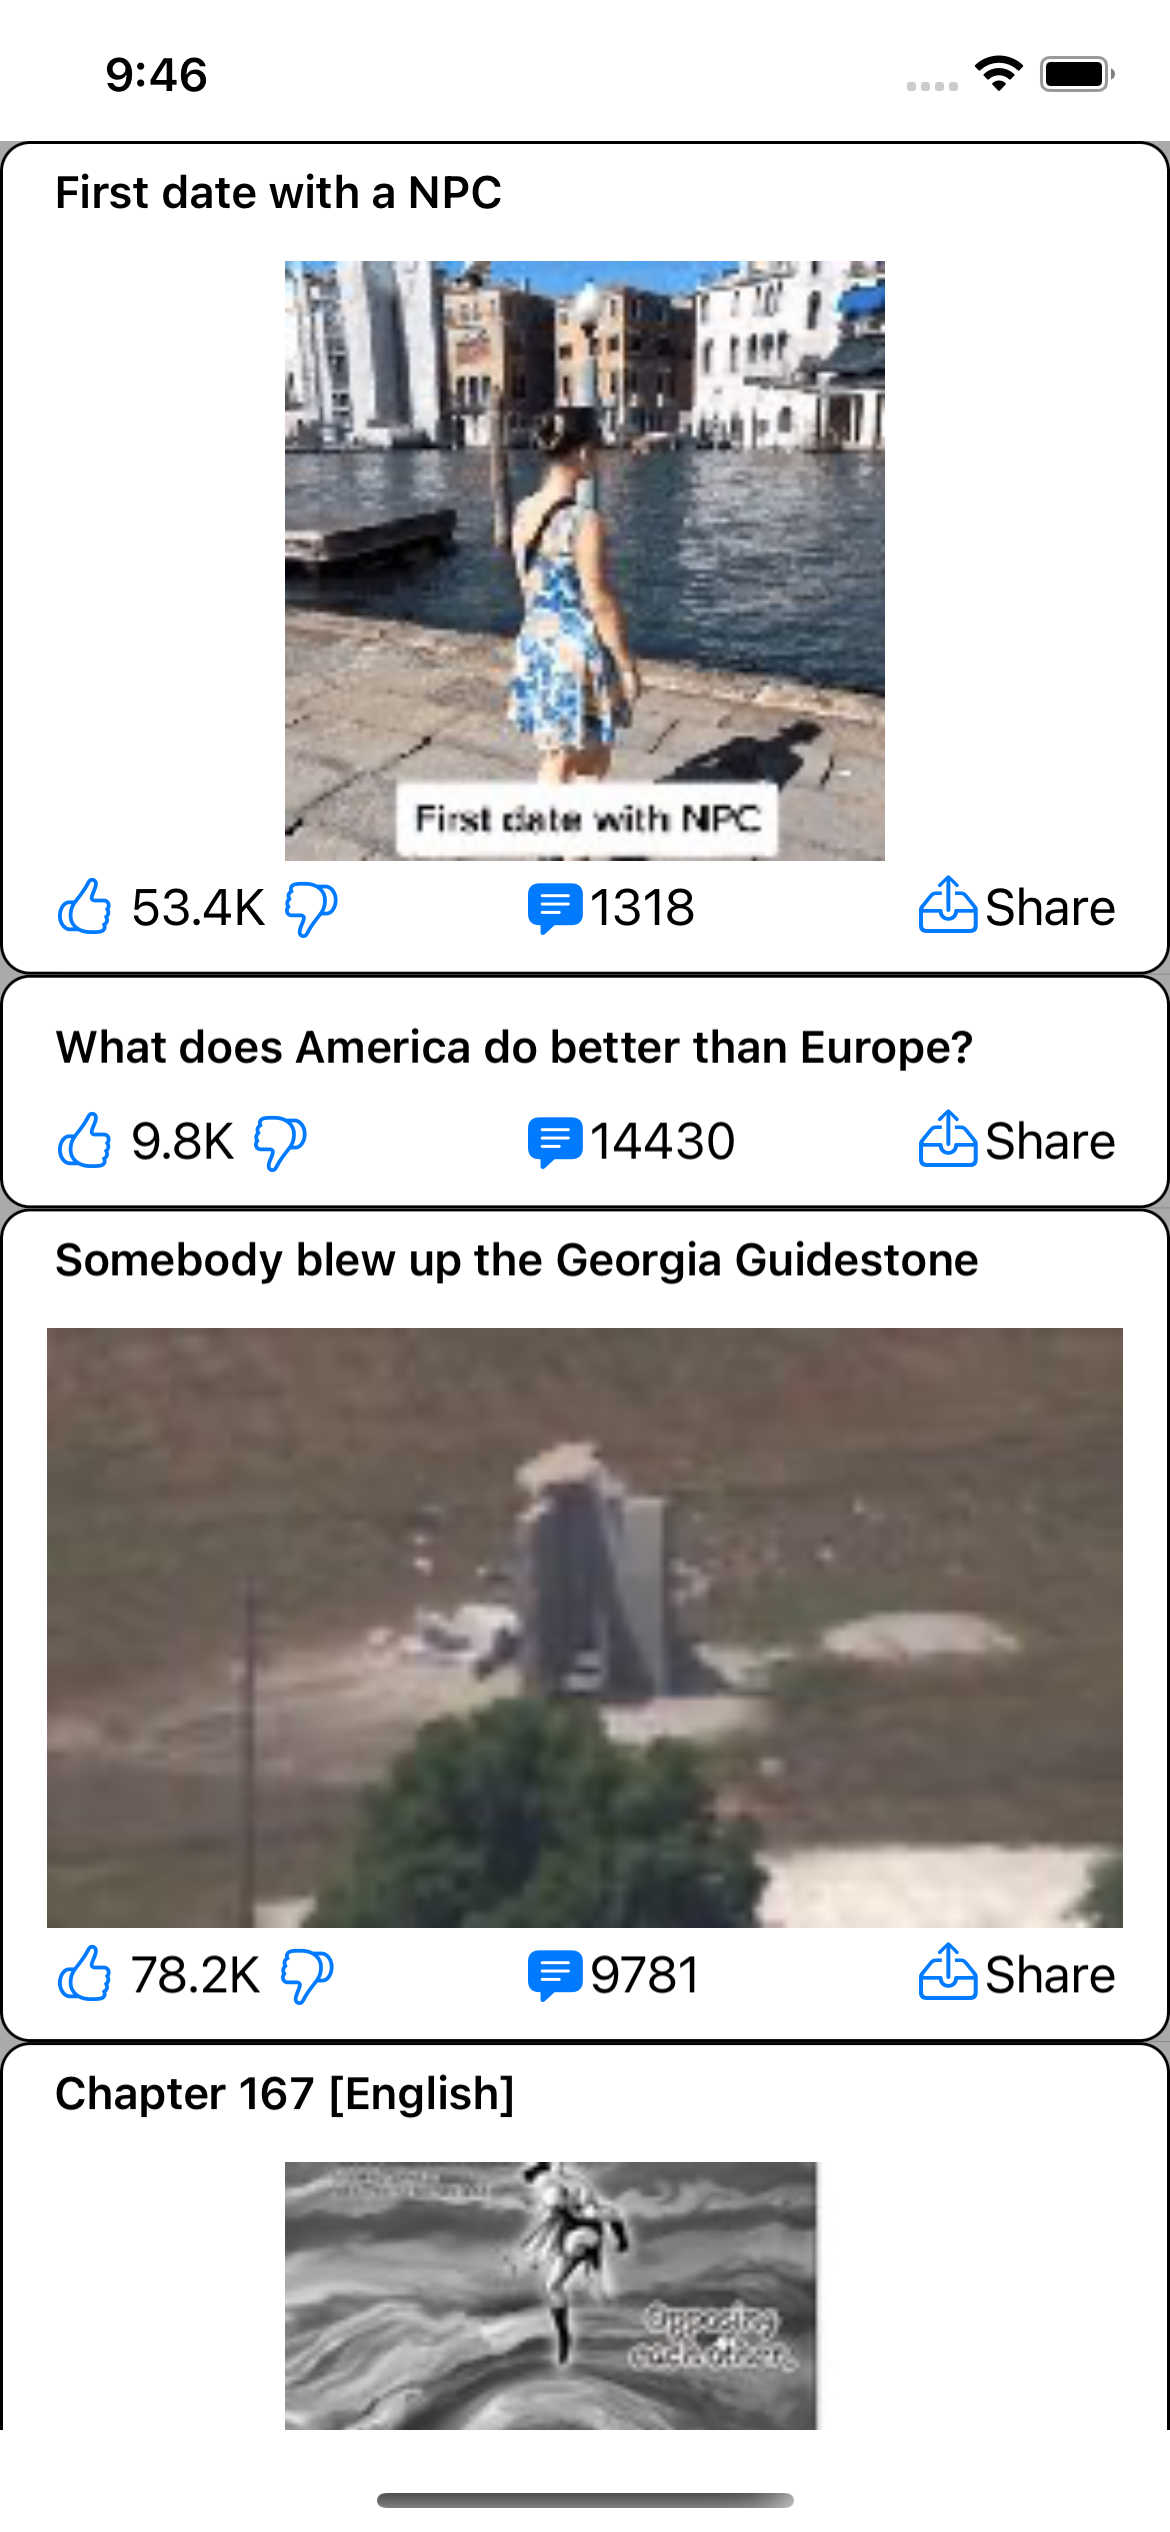 9:46
First date with a NPC
First date with NPC
53.4K
1318
Share
What does America do better than Europe?
9.8K
14430
Share
Somebody blew up the Georgia Guidestone
78.2K
9781
Share
Chapter 167 [English]
Opposing
each other,